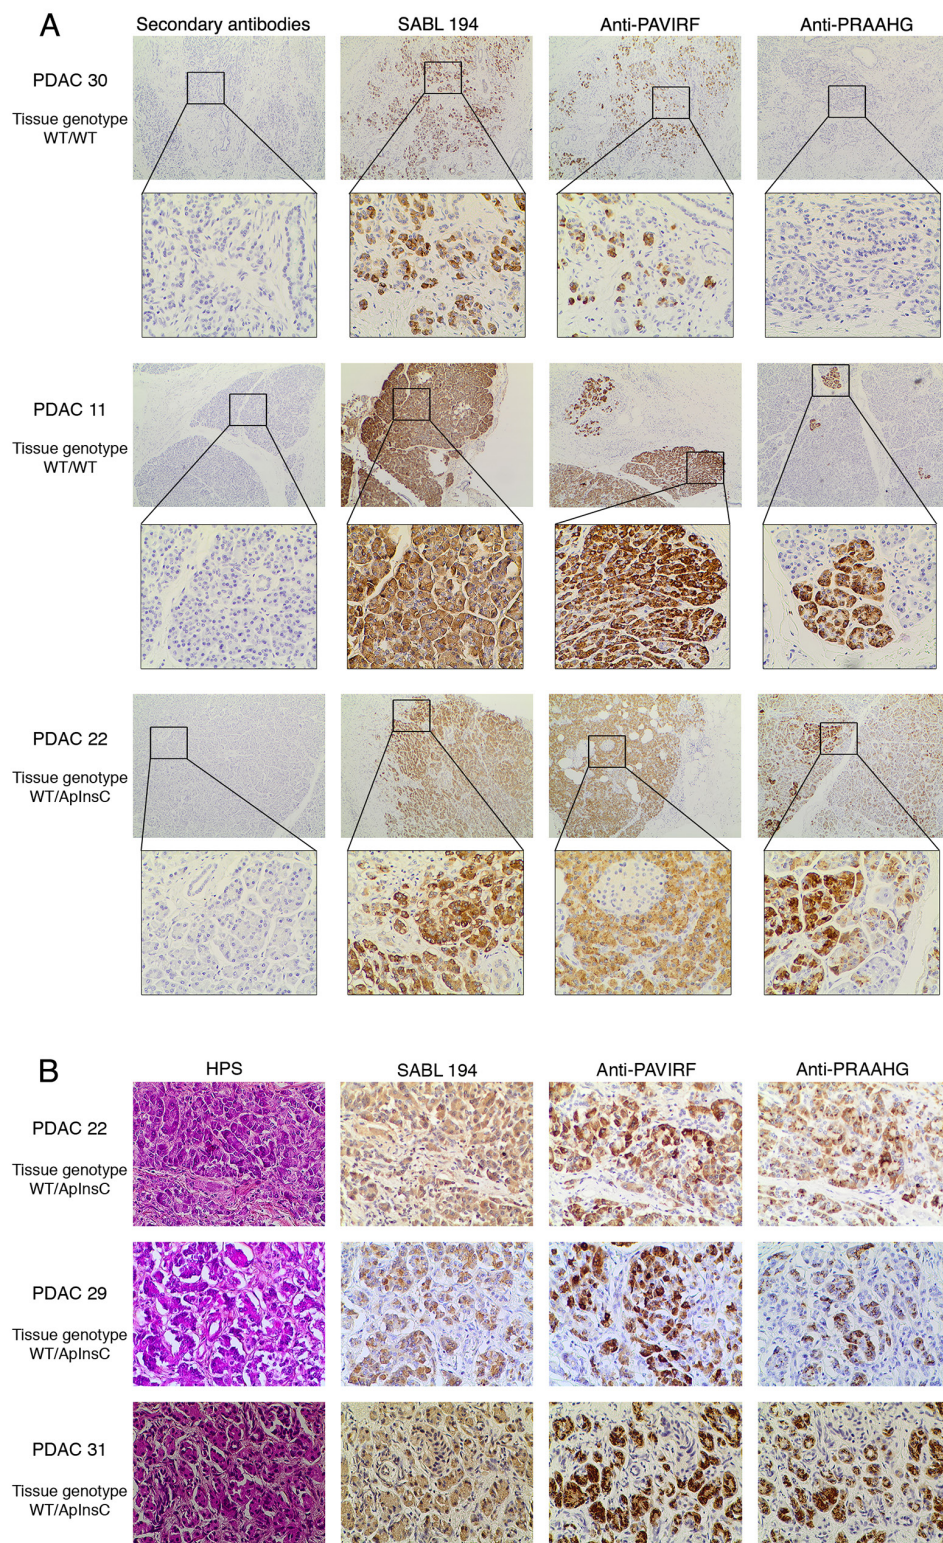 A
Secondary antibodies
SABL 194
Anti-PAVIRF
Anti-PRAAHG
PDAC 30
Tissue genotype
WT/WT
PDAC 11
Tissue genotype
WT/WT
PDAC 22
Tissue genotype
WT/ApInsC
B
HPS
SABL 194
Anti-PAVIRF
Anti-PRAAHG
PDAC 22
Tissue genotype
WT/ApInsC
PDAC 29
Tissue genotype
WT/ApInsC
PDAC 31
Tissue genotype
WT/ApInsC